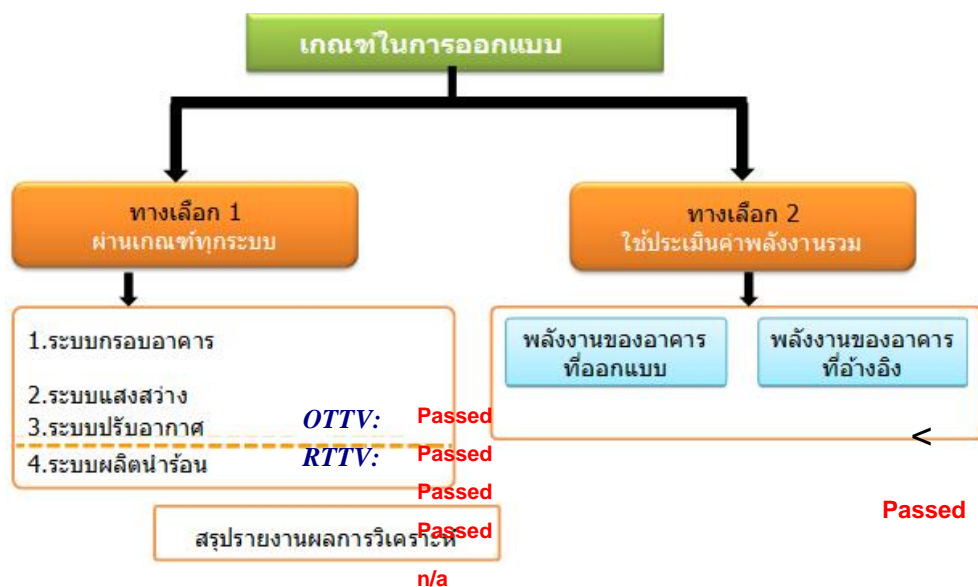 เกณฑ์ในการออกแบบ
ทางเลือก 1
ผ่านเกณฑ์ทุกระบบ
ทางเลือก 2
ใช้ประเมินค่าพลังงานรวม
1.ระบบกรอบอาคาร
2.ระบบแสงสว่าง
3.ระบบปรับอากาศ
4.ระบบผลิตน้ำร้อน
OTTV: Passed
RTTV: Passed
Passed
Passed
n/a
สรุปรายงานผลการวิเคราะห์
พลังงานของอาคาร
ที่ออกแบบ
พลังงานของอาคาร
ที่อ้างอิง
<
Passed